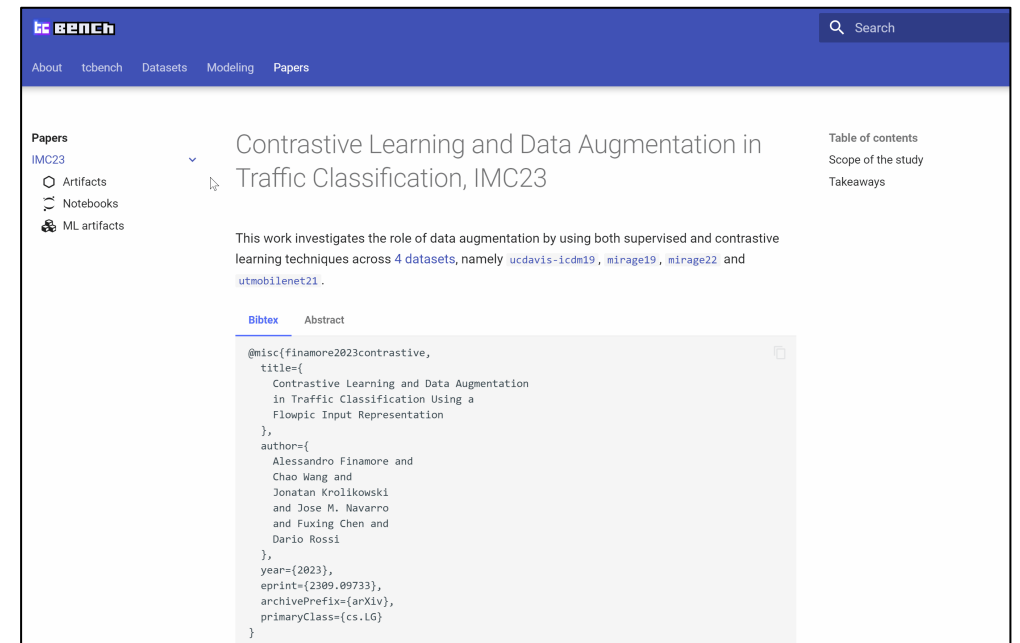 tc BENCH
Search
About tcbench Datasets Modeling Papers
Papers
IMC23
Artifacts
Notebooks
ML artifacts
Contrastive Learning and Data Augmentation in
Traffic Classification, IMC23
This work investigates the role of data augmentation by using both supervised and contrastive
learning techniques across 4 datasets, namely ucdavis-icdm19, mirage19, mirage22 and
utmobilenet21.
Bibtex Abstract
@misc{finamore2023contrastive,
  title={
    Contrastive Learning and Data Augmentation
    in Traffic Classification Using a
    Flowpic Input Representation
  },
  author={
    Alessandro Finamore and
    Chao Wang and
    Jonatan Krolikowski
    and Jose M. Navarro
    and Fuxing Chen and
    Dario Rossi
  },
  year={2023},
  eprint={2309.09733},
  archivePrefix={arXiv},
  primaryClass={cs.LG}
}
Table of contents
Scope of the study
Takeaways